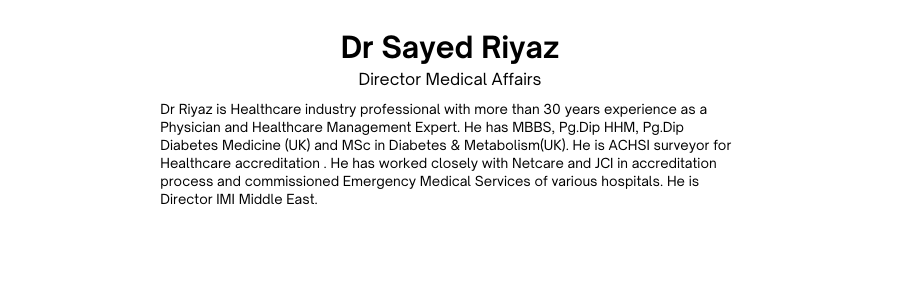 Dr Sayed Riyaz
Director Medical Affairs
Dr Riyaz is Healthcare industry professional with more than 30 years experience as a
Physician and Healthcare Management Expert. He has MBBS, Pg.Dip HHM, Pg.Dip
Diabetes Medicine (UK) and MSc in Diabetes & Metabolism(UK). He is ACHSI surveyor for
Healthcare accreditation . He has worked closely with Netcare and JCI in accreditation
process and commissioned Emergency Medical Services of various hospitals. He is
Director IMI Middle East.